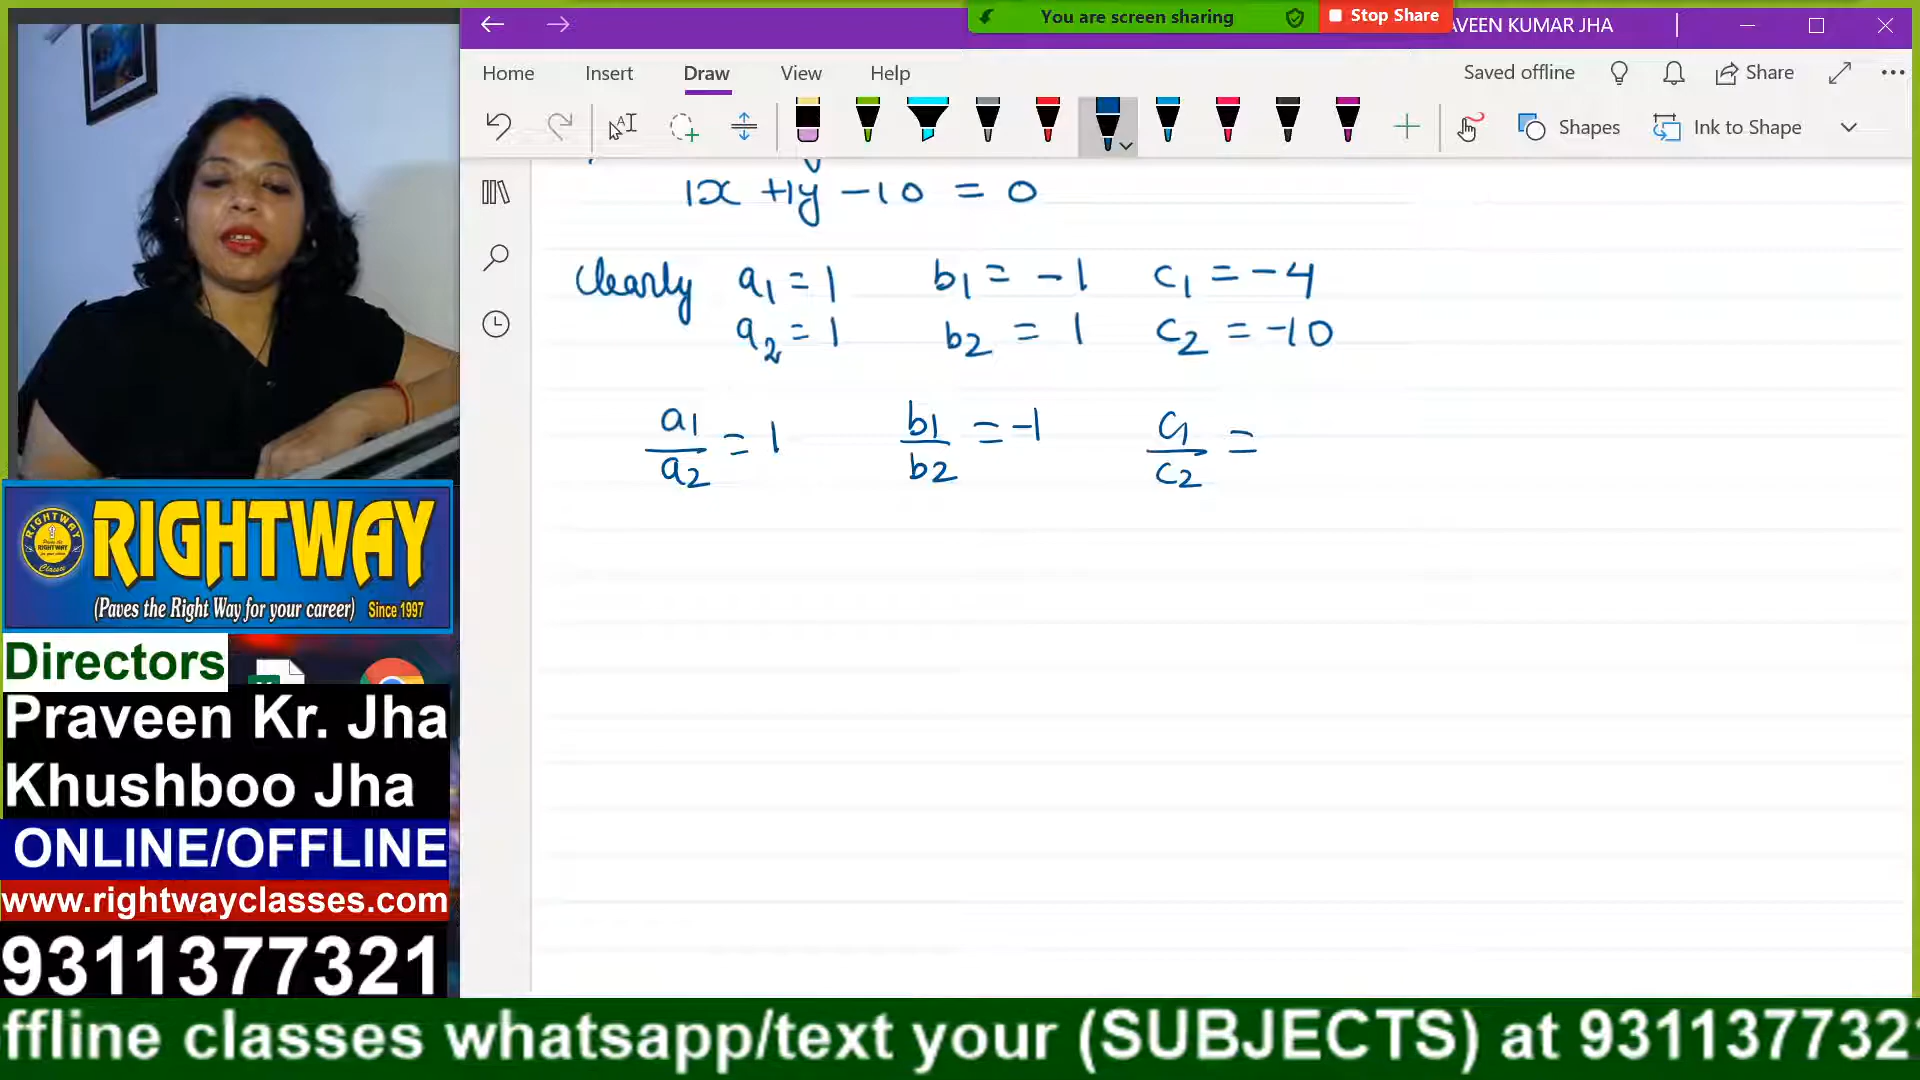 You are screen sharing
Stop Share
AVEEN KUMAR JHA
Home Insert Draw View Help
Saved offline
Share
Shapes
Ink to Shape
1x +1y -10 = 0
Clearly a1 = 1 b1 = -1 c1 = -4
a2 = 1 b2 = 1 c2 = -10
a1/a2 = 1 b1/b2 = -1 c1/c2 =
RIGHTWAY
(Paves the Right Way for your career) Since 1997
Directors
Praveen Kr. Jha
Khushboo Jha
ONLINE/OFFLINE
www.rightwayclasses.com
9311377321
ffline classes whatsapp/text your (SUBJECTS) at 931137732